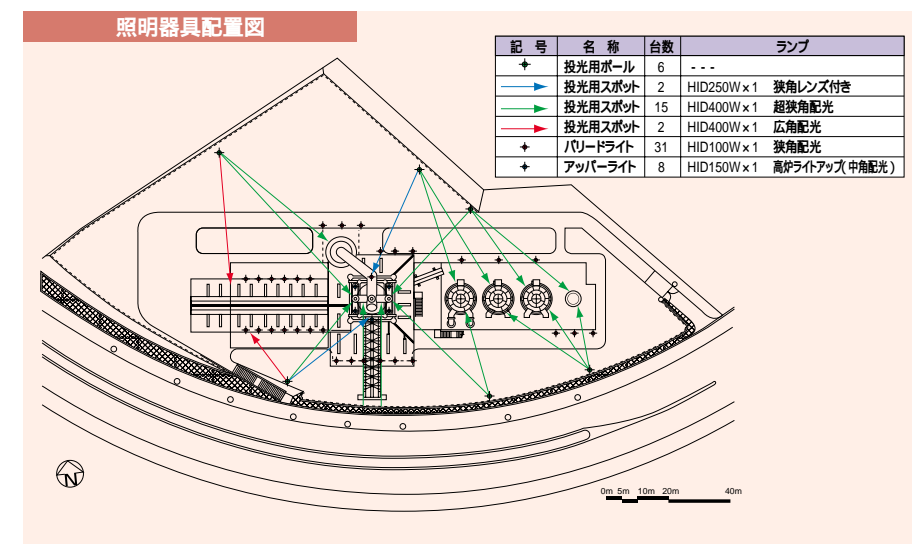 照明器具配置図
記 号 名 称 台数 ランプ
投光用ポール 6 - - -
投光用スポット 2 HID250W×1 狭角レンズ付き
投光用スポット 15 HID400W×1 超狭角配光
投光用スポット 2 HID400W×1 広角配光
バリードライト 31 HID100W×1 狭角配光
アッパーライト 8 HID150W×1 高炉ライトアップ(中角配光)
N
0m 5m 10m 20m 40m